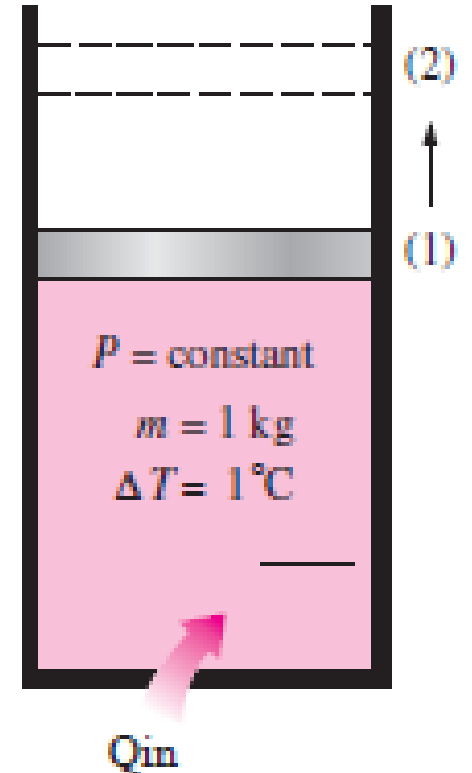 (2)
(1)
P = constant
m = 1 kg
ΔT = 1°C
Qin